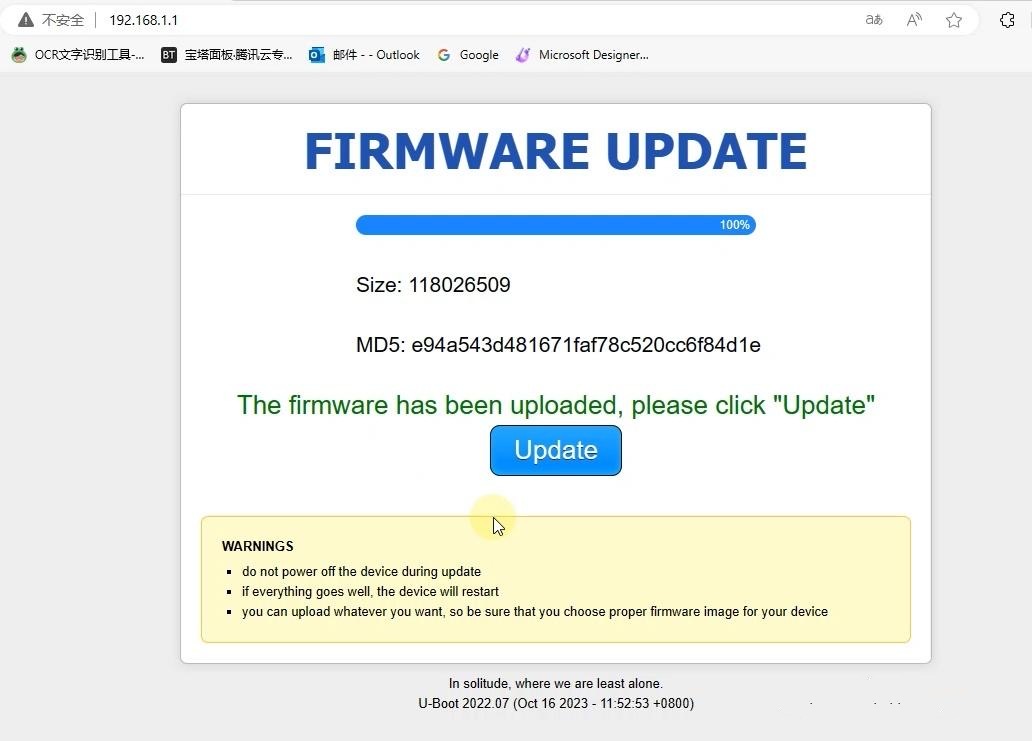 不安全 192.168.1.1 aあ A
OCR文字识别工具-... BT 宝塔面板·腾讯云专... 邮件 - - Outlook G Google Microsoft Designer...
FIRMWARE UPDATE
100%
Size: 118026509
MD5: e94a543d481671faf78c520cc6f84d1e
The firmware has been uploaded, please click "Update"
Update
WARNINGS
do not power off the device during update
if everything goes well, the device will restart
you can upload whatever you want, so be sure that you choose proper firmware image for your device
In solitude, where we are least alone.
U-Boot 2022.07 (Oct 16 2023 - 11:52:53 +0800)